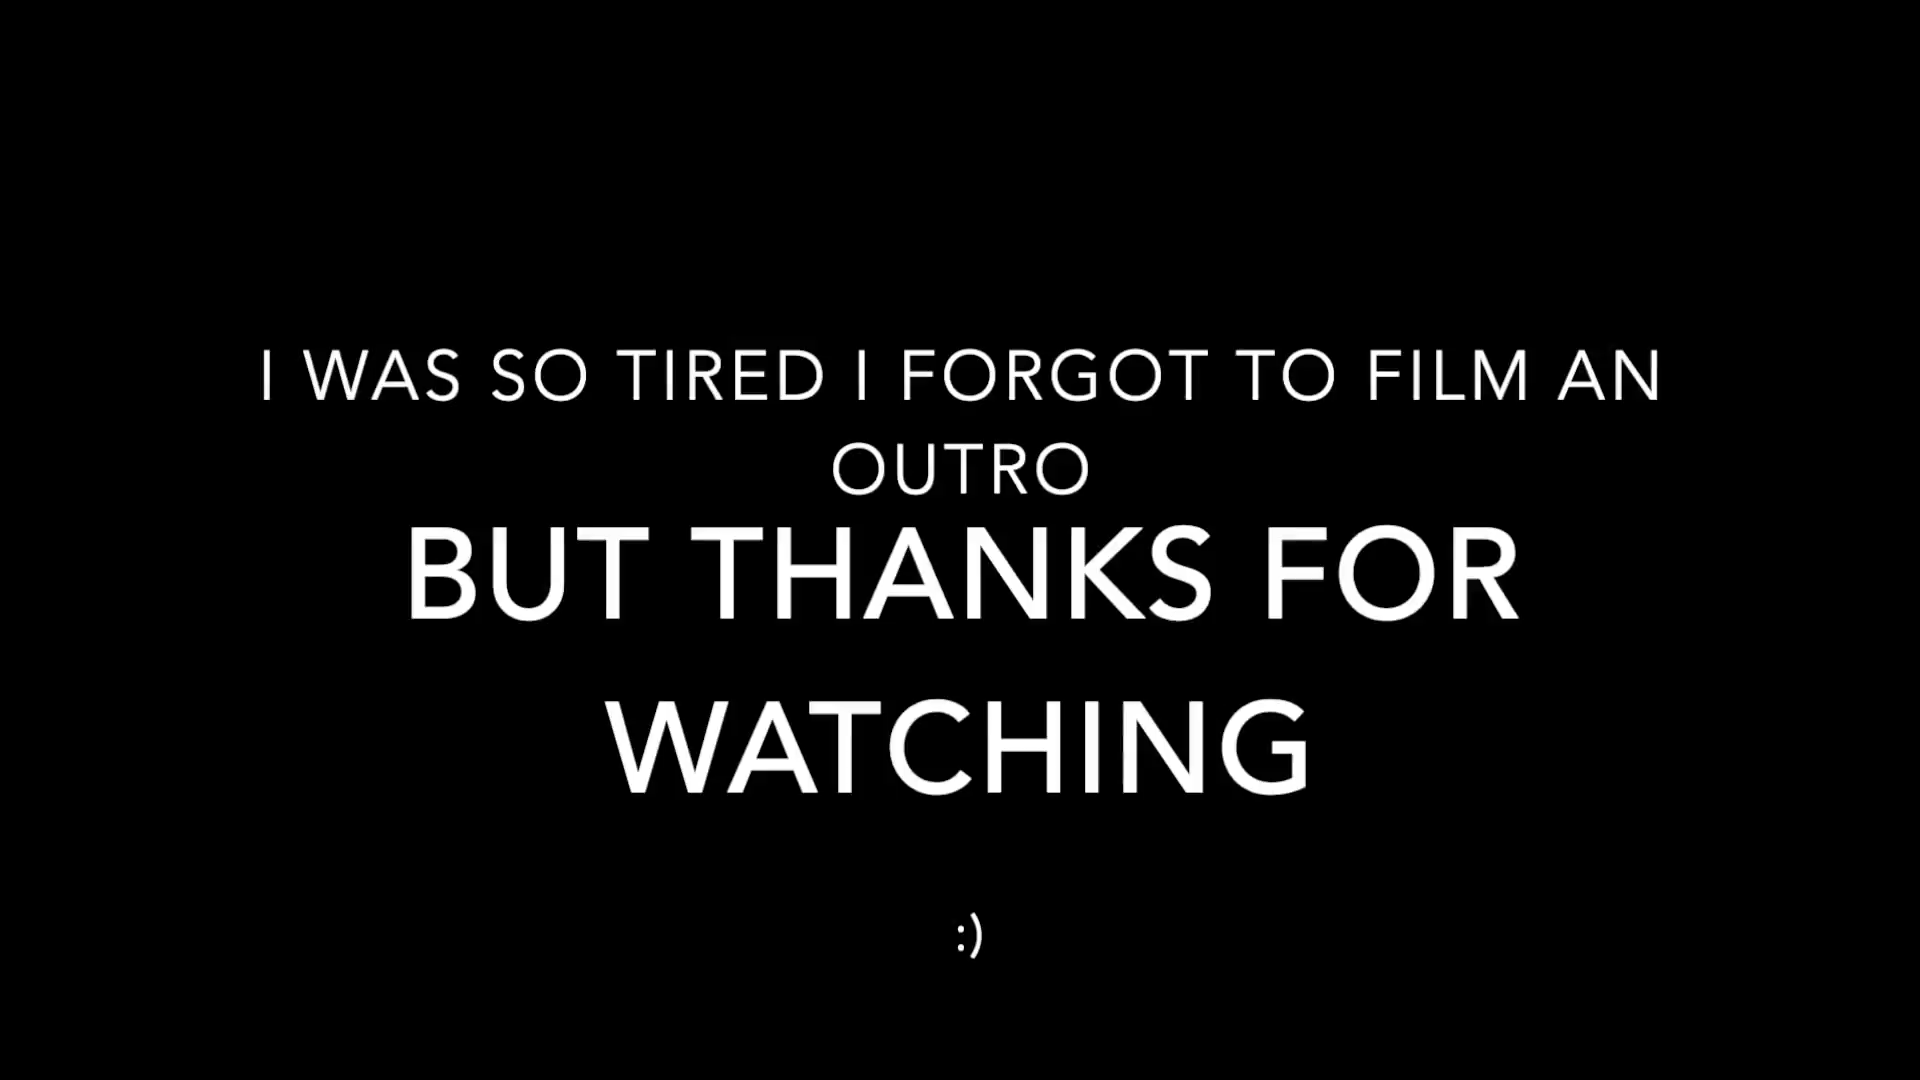 I WAS SO TIRED I FORGOT TO FILM AN
OUTRO
BUT THANKS FOR
WATCHING
:)